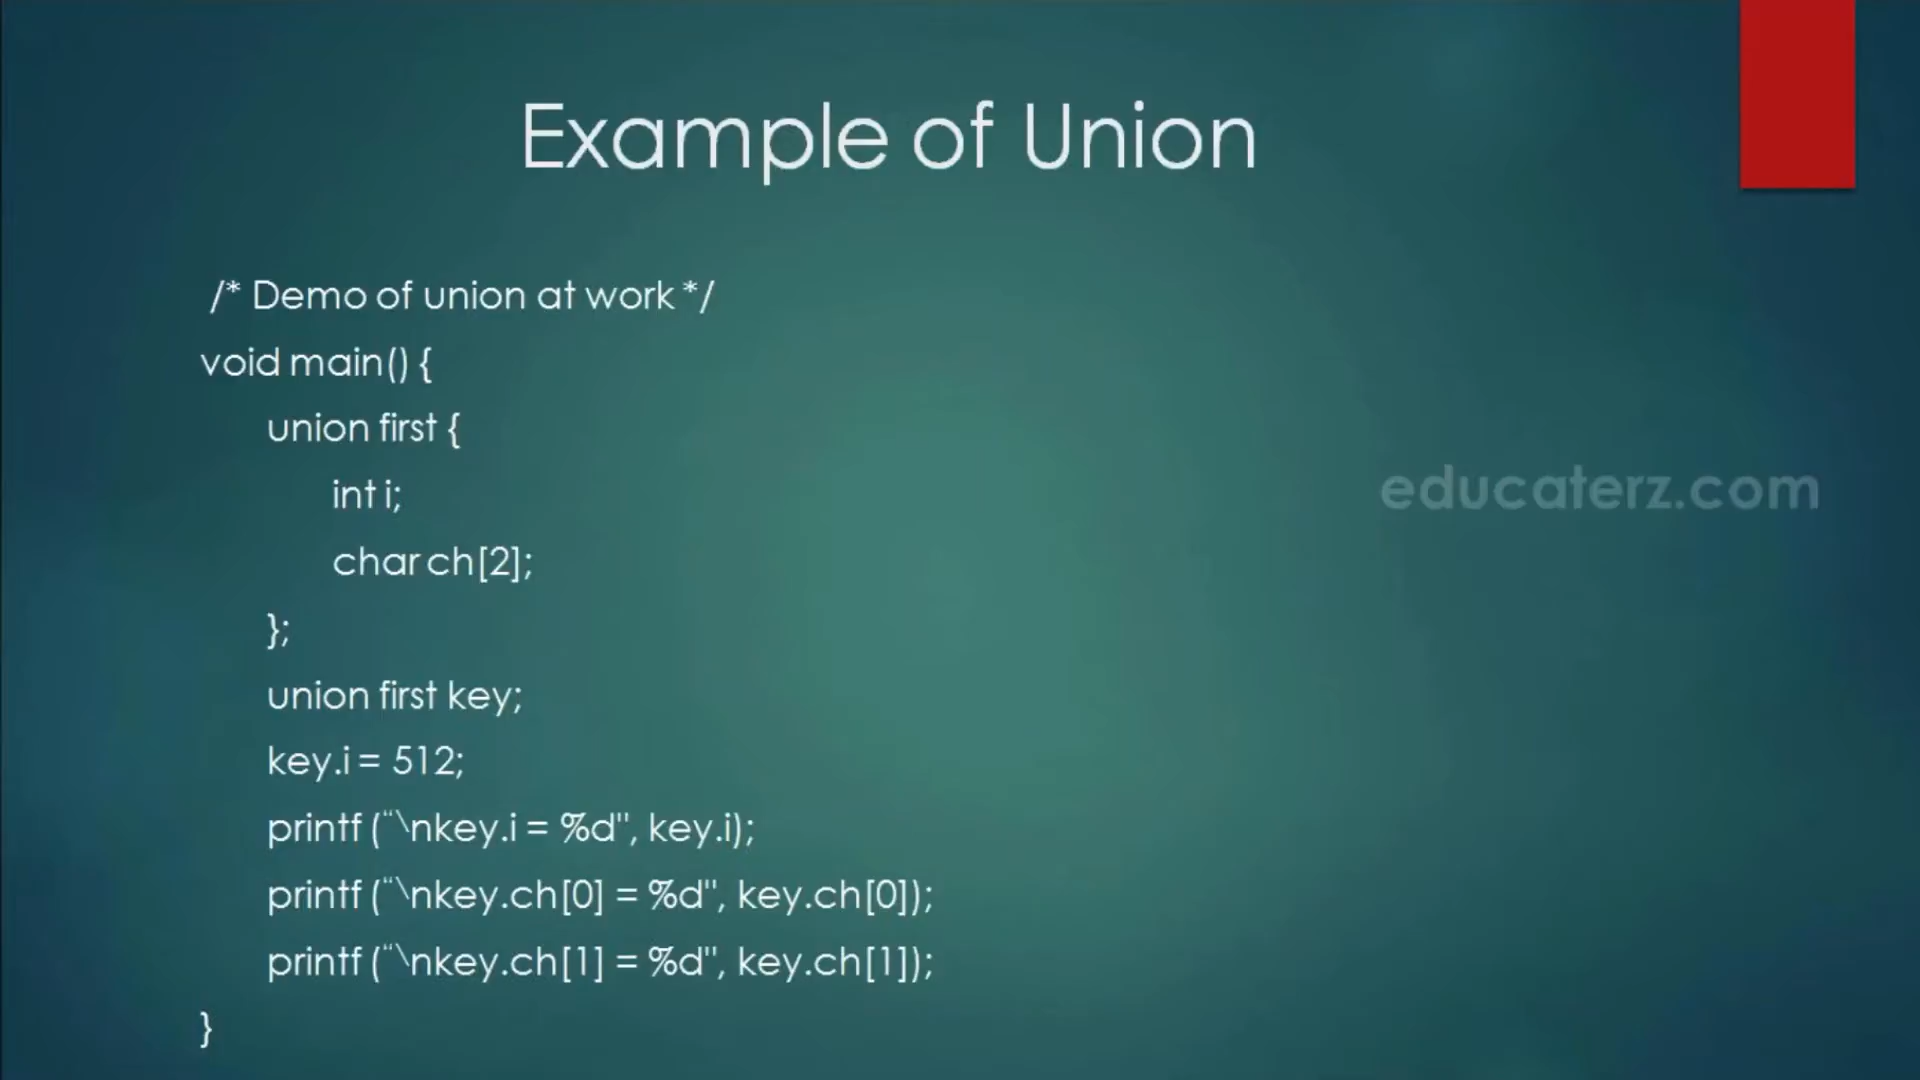 Example of Union
/* Demo of union at work */
void main() {
union first {
int i;
educaterz.com
char ch[2];
};
union first key;
key.i = 512;
printf (“\nkey.i = %d", key.i);
printf (“\nkey.ch[0] = %d", key.ch[0]);
printf (“\nkey.ch[1] = %d", key.ch[1]);
}